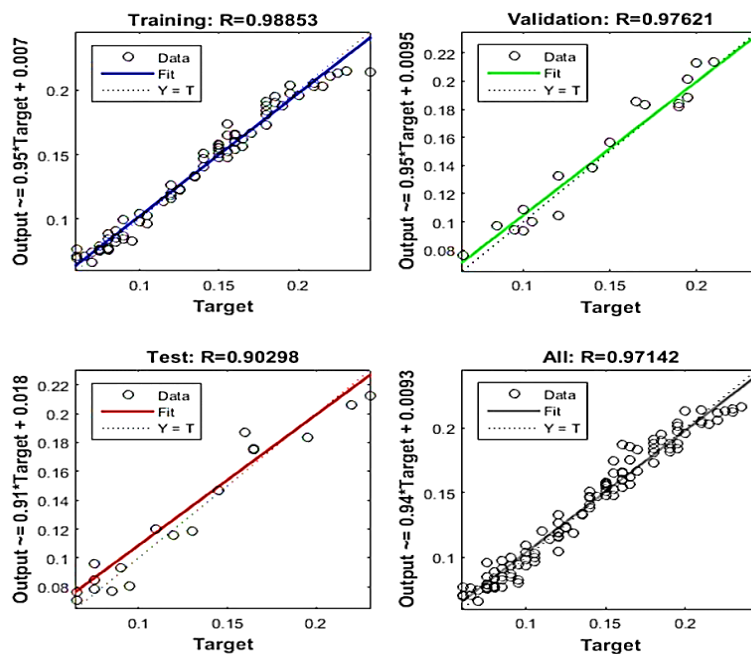 Training: R=0.98853
Output ~= 0.95*Target + 0.007
Data
Fit
Y = T
0.2
0.15
0.1
0.1
0.15
0.2
Target
Validation: R=0.97621
Output ~= 0.95*Target + 0.0095
Data
Fit
Y = T
0.22
0.2
0.18
0.16
0.14
0.12
0.1
0.08
0.1
0.15
0.2
Target
Test: R=0.90298
Output ~= 0.91*Target + 0.018
Data
Fit
Y = T
0.22
0.2
0.18
0.16
0.14
0.12
0.1
0.08
0.1
0.15
0.2
Target
All: R=0.97142
Output ~= 0.94*Target + 0.0093
Data
Fit
Y = T
0.2
0.15
0.1
0.1
0.15
0.2
Target